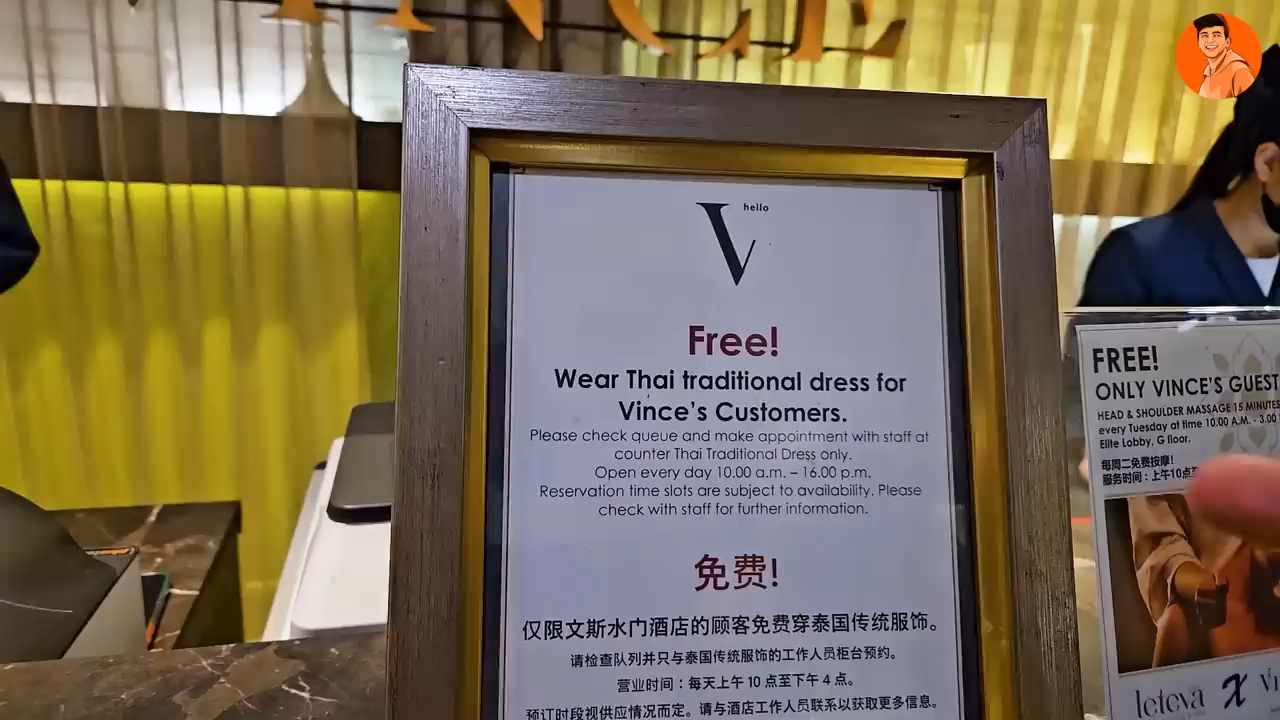 hello
V
Free!
Wear Thai traditional dress for
Vince's Customers.
Please check queue and make appointment with staff at
counter Thai Traditional Dress only.
Open every day 10.00 a.m. – 16.00 p.m.
Reservation time slots are subject to availability. Please
check with staff for further information.
免费!
仅限文斯水门酒店的顾客免费穿泰国传统服饰。
请检查队列并只与泰国传统服饰的工作人员柜台预约。
营业时间：每天上午 10 点至下午 4 点。
预订时段视供应情况而定。请与酒店工作人员联系以获取更多信息。
FREE!
ONLY VINCE'S GUEST
HEAD & SHOULDER MASSAGE 15 MINUTES
every Tuesday at time 10.00 A.M. - 3.00
Elite Lobby, G floor.
每周二免费按摩!
服务时间：上午10点
leteva x Vi